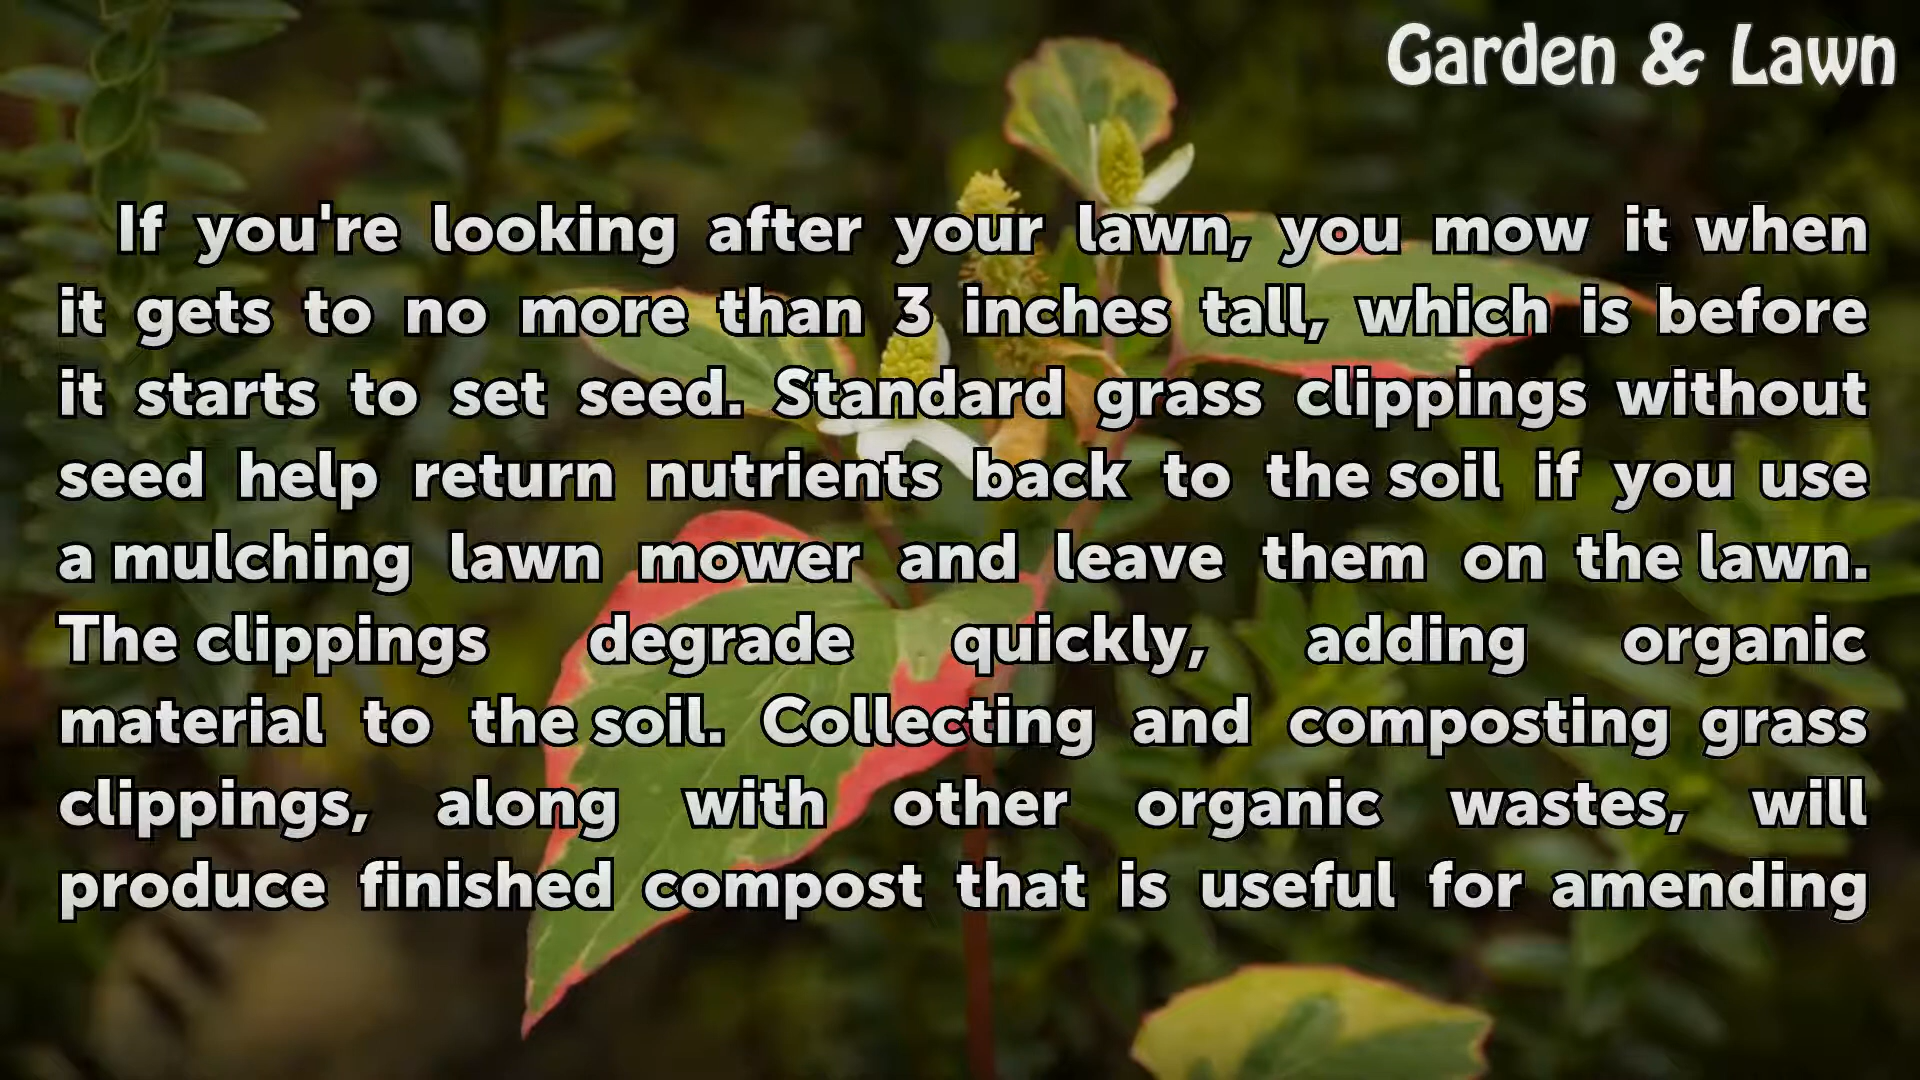 Garden & Lawn
If you're looking after your lawn, you mow it when
it gets to no more than 3 inches tall, which is before
it starts to set seed. Standard grass clippings without
seed help return nutrients back to the soil if you use
a mulching lawn mower and leave them on the lawn.
The clippings degrade quickly, adding organic
material to the soil. Collecting and composting grass
clippings, along with other organic wastes, will
produce finished compost that is useful for amending